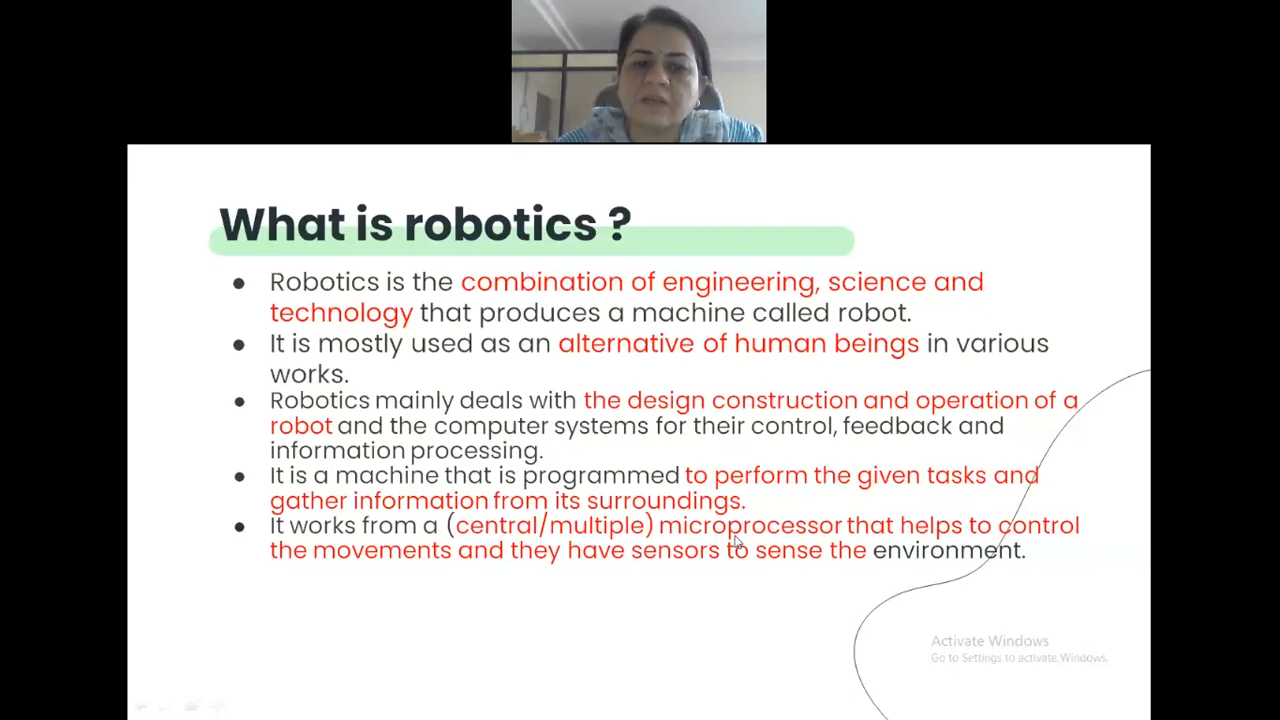 What is robotics ?
● Robotics is the combination of engineering, science and
technology that produces a machine called robot.
● It is mostly used as an alternative of human beings in various
works.
● Robotics mainly deals with the design construction and operation of a
robot and the computer systems for their control, feedback and
information processing.
● It is a machine that is programmed to perform the given tasks and
gather information from its surroundings.
● It works from a (central/multiple) microprocessor that helps to control
the movements and they have sensors to sense the environment.
Activate Windows
Go to Settings to activate Windows.